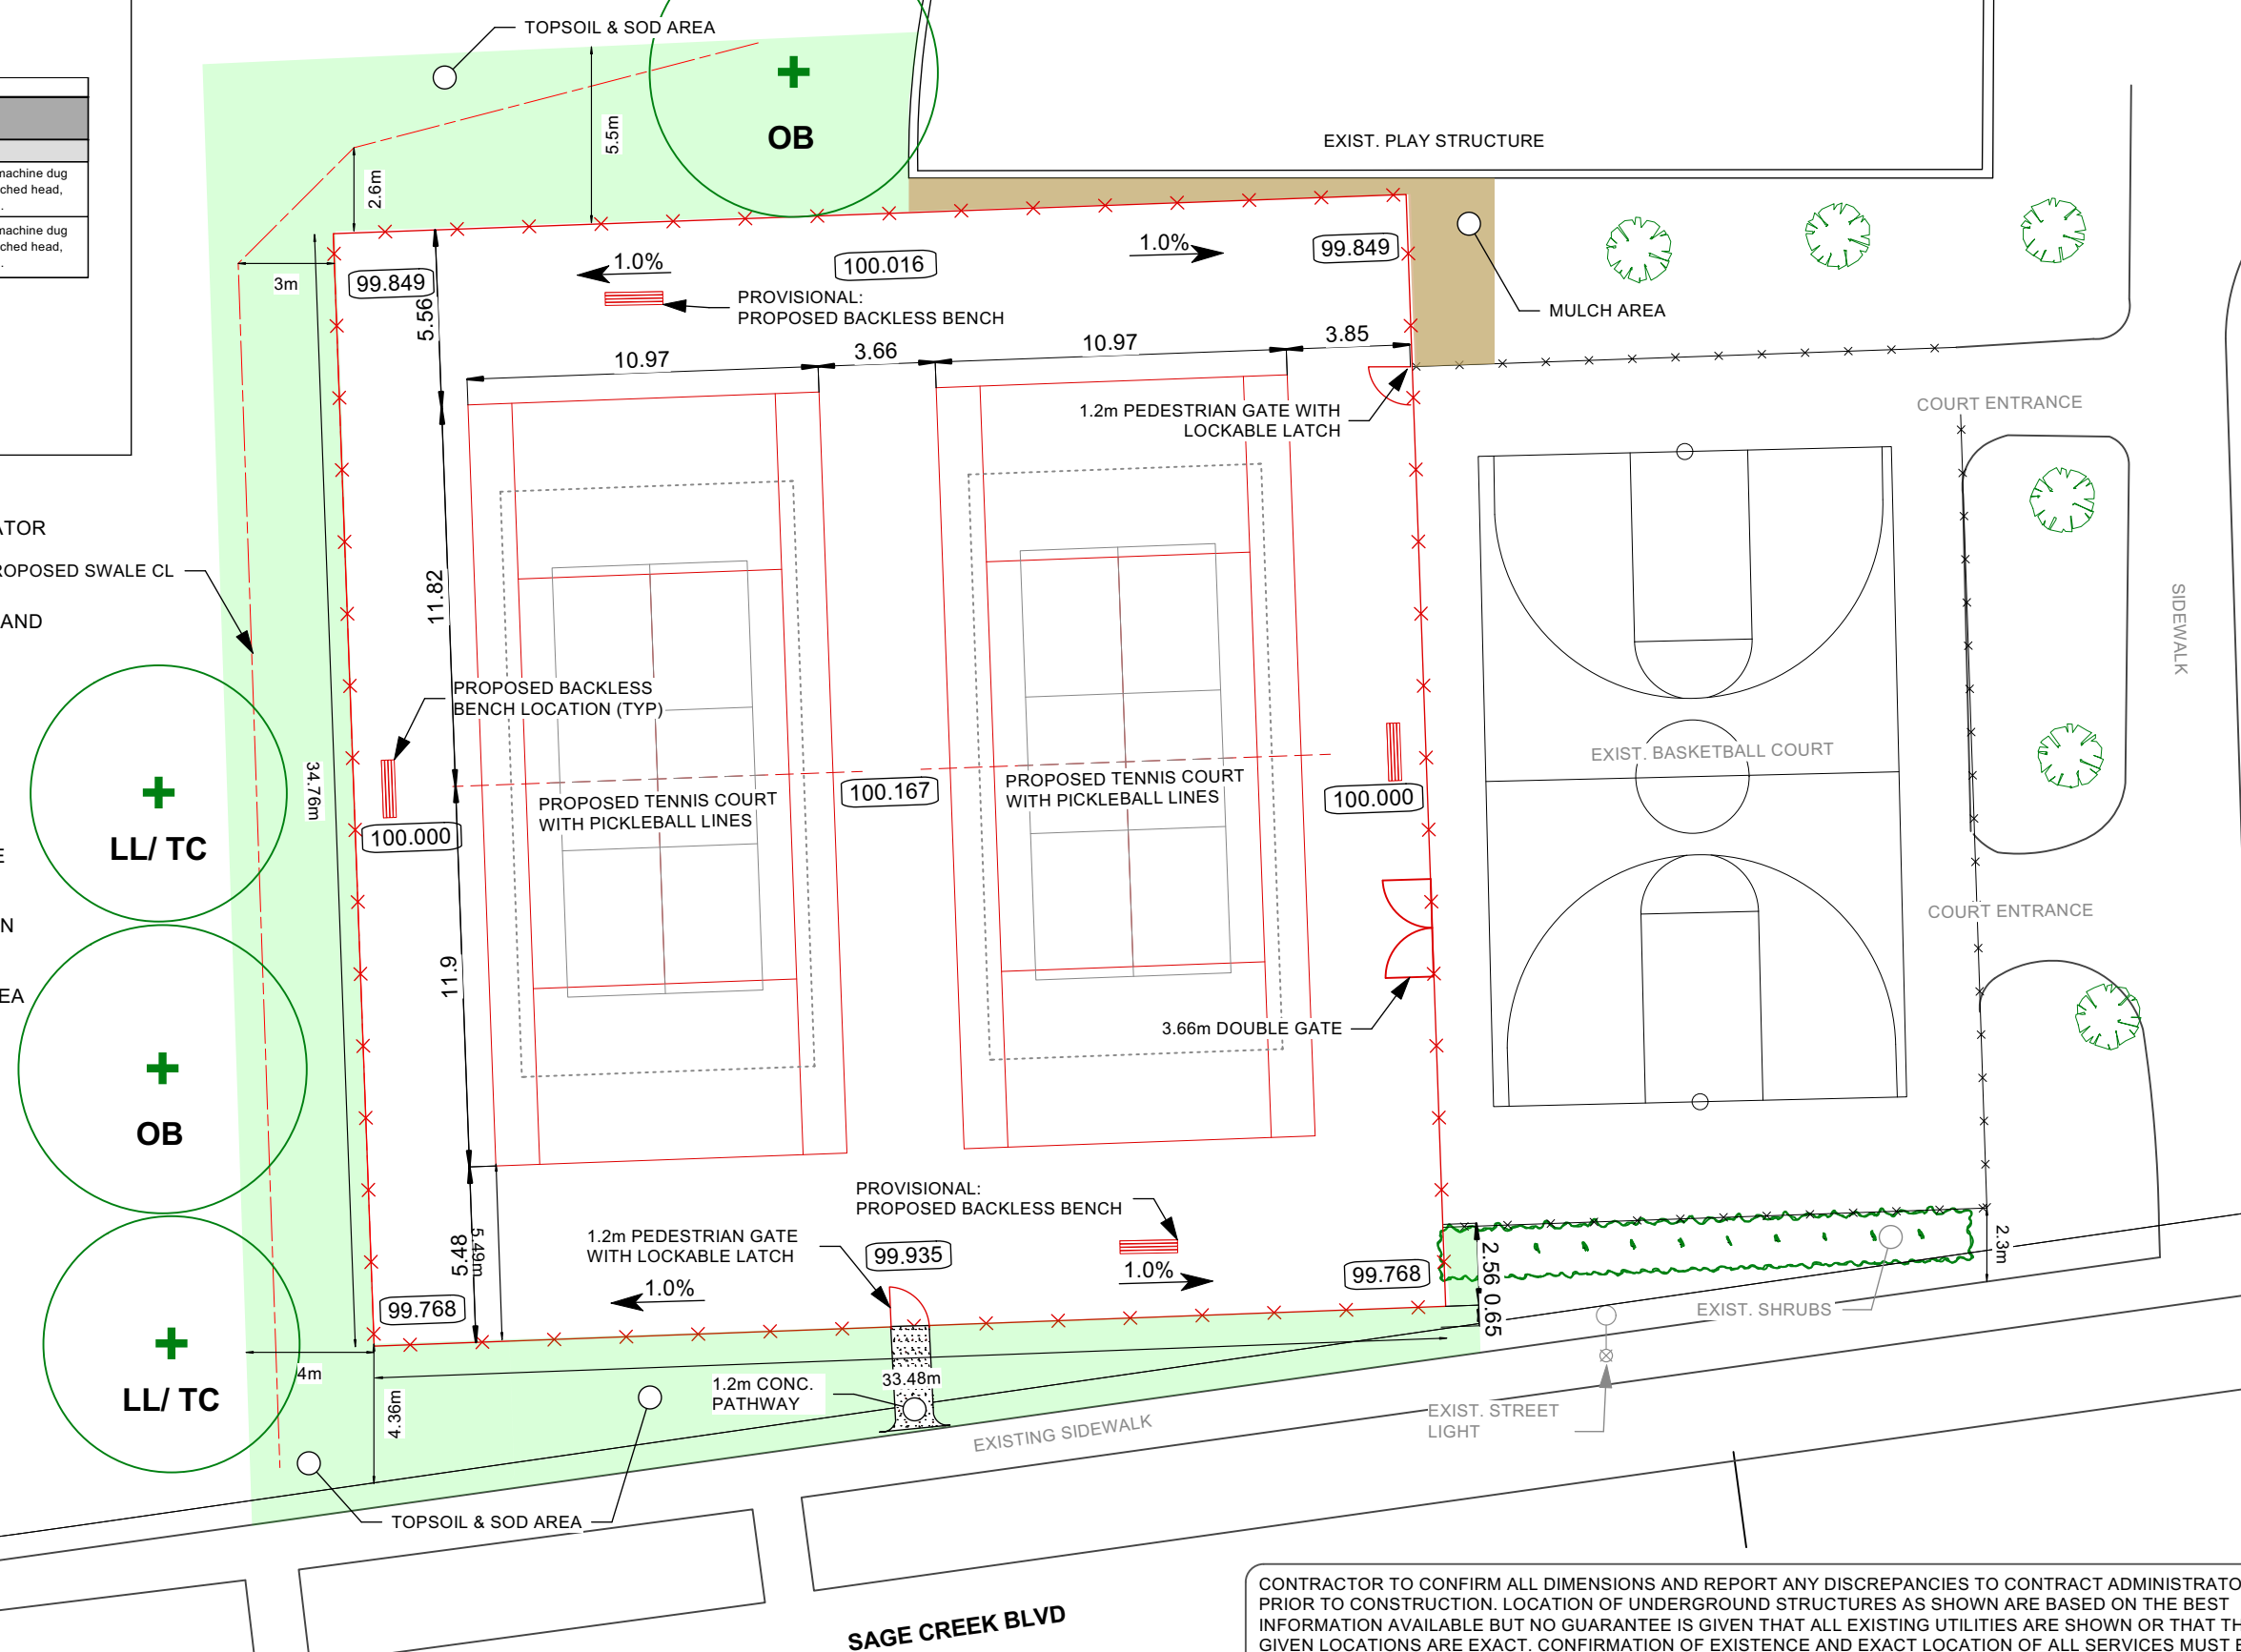 TOPSOIL & SOD AREA
5.5m
OB
EXIST. PLAY STRUCTURE
machine dug
ched head,
.
machine dug
ched head,
.
2.6m
3m
99.849
1.0%
100.016
1.0%
99.849
PROVISIONAL:
PROPOSED BACKLESS BENCH
MULCH AREA
5.56
10.97
3.66
10.97
3.85
1.2m PEDESTRIAN GATE WITH
LOCKABLE LATCH
COURT ENTRANCE
ATOR
ROPOSED SWALE CL
AND
11.82
SIDEWALK
PROPOSED BACKLESS
BENCH LOCATION (TYP)
34.76m
EXIST. BASKETBALL COURT
PROPOSED TENNIS COURT
WITH PICKLEBALL LINES
100.167
PROPOSED TENNIS COURT
WITH PICKLEBALL LINES
100.000
100.000
LL/ TC
E
N
EA
11.9
COURT ENTRANCE
3.66m DOUBLE GATE
OB
PROVISIONAL:
PROPOSED BACKLESS BENCH
1.2m PEDESTRIAN GATE
WITH LOCKABLE LATCH
99.935
5.48
5.49m
2.56
0.65
2.3m
99.768
1.0%
1.0%
99.768
EXIST. SHRUBS
4m
4.36m
LL/ TC
1.2m CONC.
PATHWAY
33.48m
EXISTING SIDEWALK
EXIST. STREET
LIGHT
TOPSOIL & SOD AREA
SAGE CREEK BLVD
CONTRACTOR TO CONFIRM ALL DIMENSIONS AND REPORT ANY DISCREPANCIES TO CONTRACT ADMINISTRATO
PRIOR TO CONSTRUCTION. LOCATION OF UNDERGROUND STRUCTURES AS SHOWN ARE BASED ON THE BEST
INFORMATION AVAILABLE BUT NO GUARANTEE IS GIVEN THAT ALL EXISTING UTILITIES ARE SHOWN OR THAT TH
GIVEN LOCATIONS ARE EXACT. CONFIRMATION OF EXISTENCE AND EXACT LOCATION OF ALL SERVICES MUST B